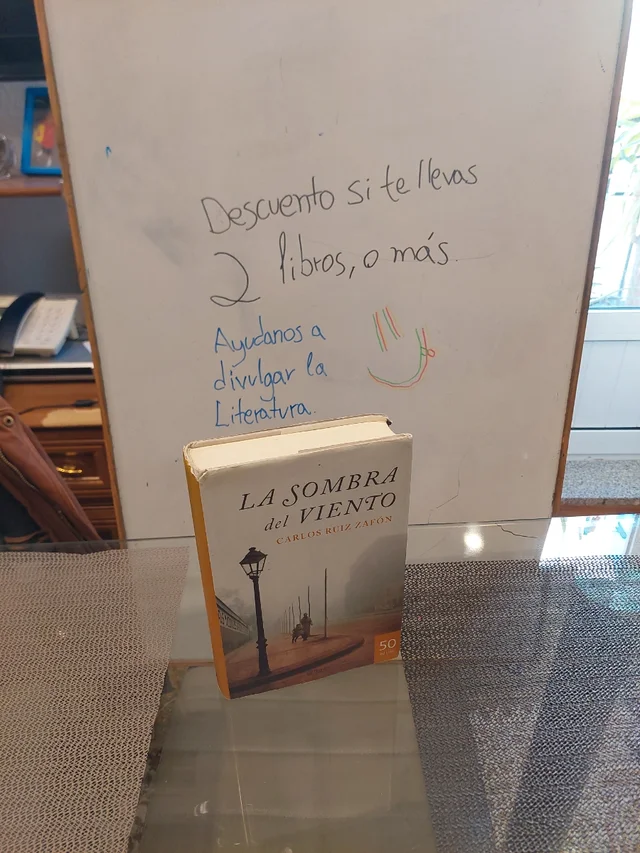 Descuento si te llevas
2 libros, o más.
Ayudanos a
divulgar la
Literatura.
LA SOMBRA
del VIENTO
CARLOS RUIZ ZAFÓN
50